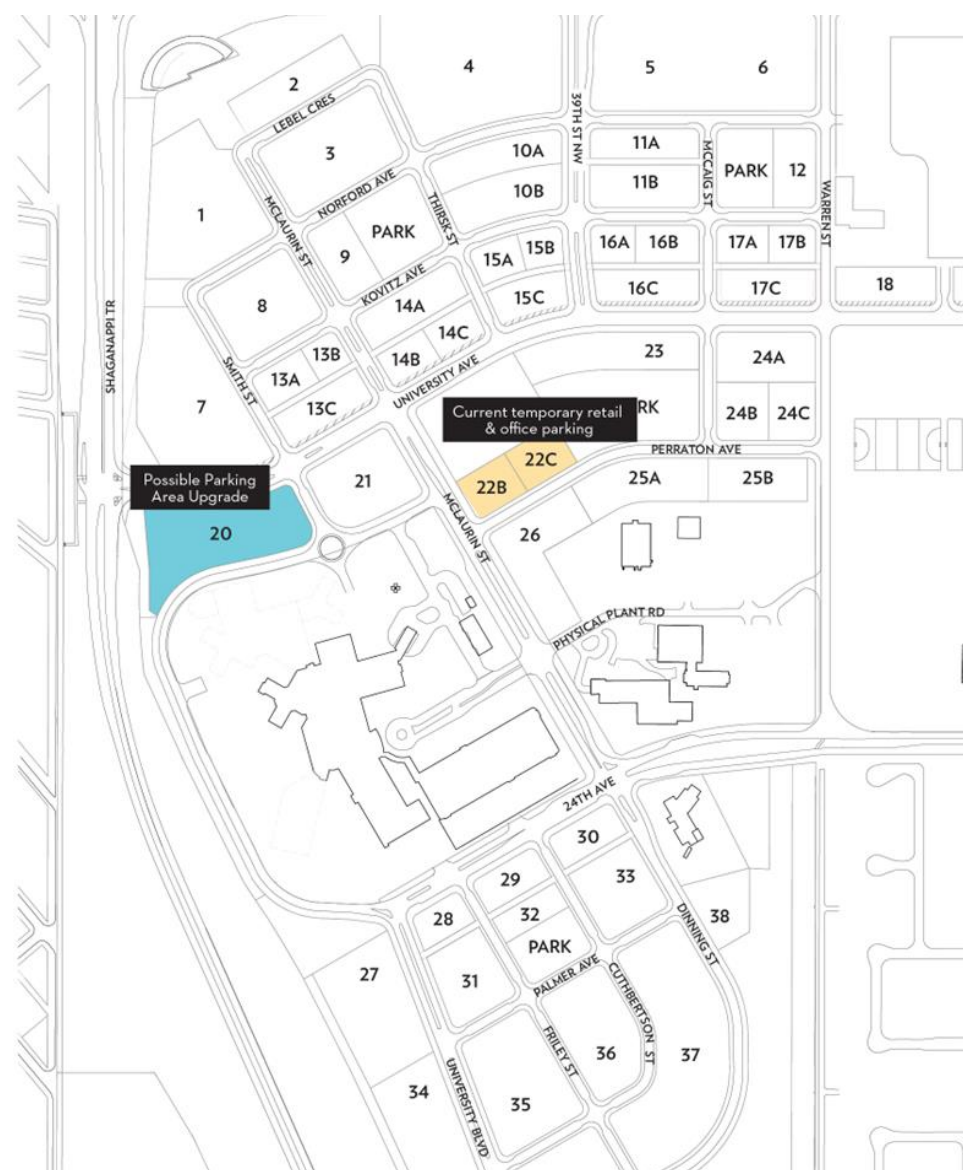 4
5
6
2
LEBEL CRES
39TH ST NW
3
10A
11A
MCCAIG ST
PARK
12
NORFORD AVE
10B
11B
WARREN ST
1
MCLAURIN ST
THIRSK ST
PARK
9
15A
15B
16A
16B
17A
17B
KOVITZ AVE
8
14A
15C
16C
17C
18
SHAGANAPPI TR
SMITH ST
13B
14C
14B
13A
UNIVERSITY AVE
23
24A
7
13C
Current temporary retail
& office parking
RK
24B
24C
PERRATON AVE
Possible Parking
Area Upgrade
21
22C
22B
25A
25B
20
MCLAURIN ST
26
PHYSICAL PLANT RD
24TH AVE
30
29
33
28
32
38
DINNING ST
PARK
27
31
PALMER AVE
CUTHBERTSON ST
FRILEY ST
36
37
34
35
UNIVERSITY BLVD